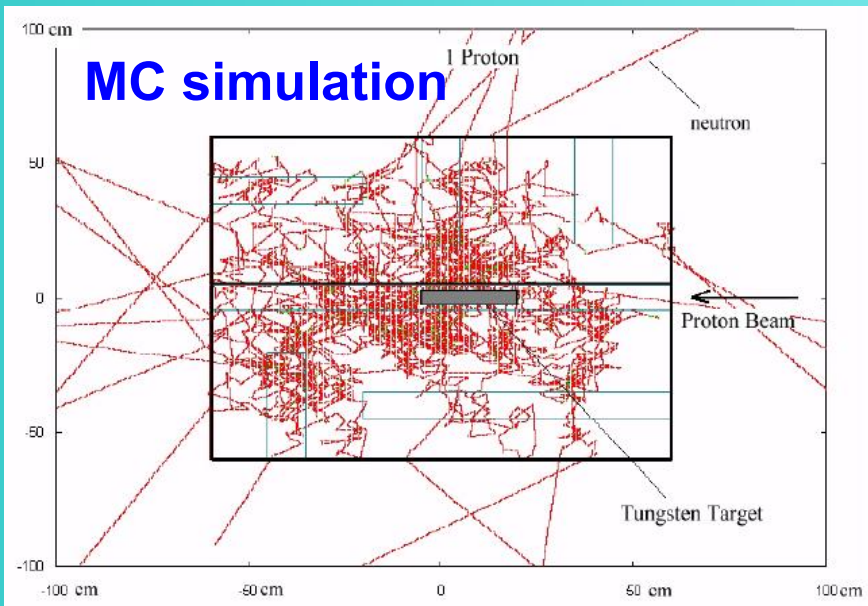 100 cm
MC simulation
1 Proton
neutron
50
0
Proton Beam
-50
Tungsten Target
-100
-100 cm
-50 cm
0
50 cm
100 cm